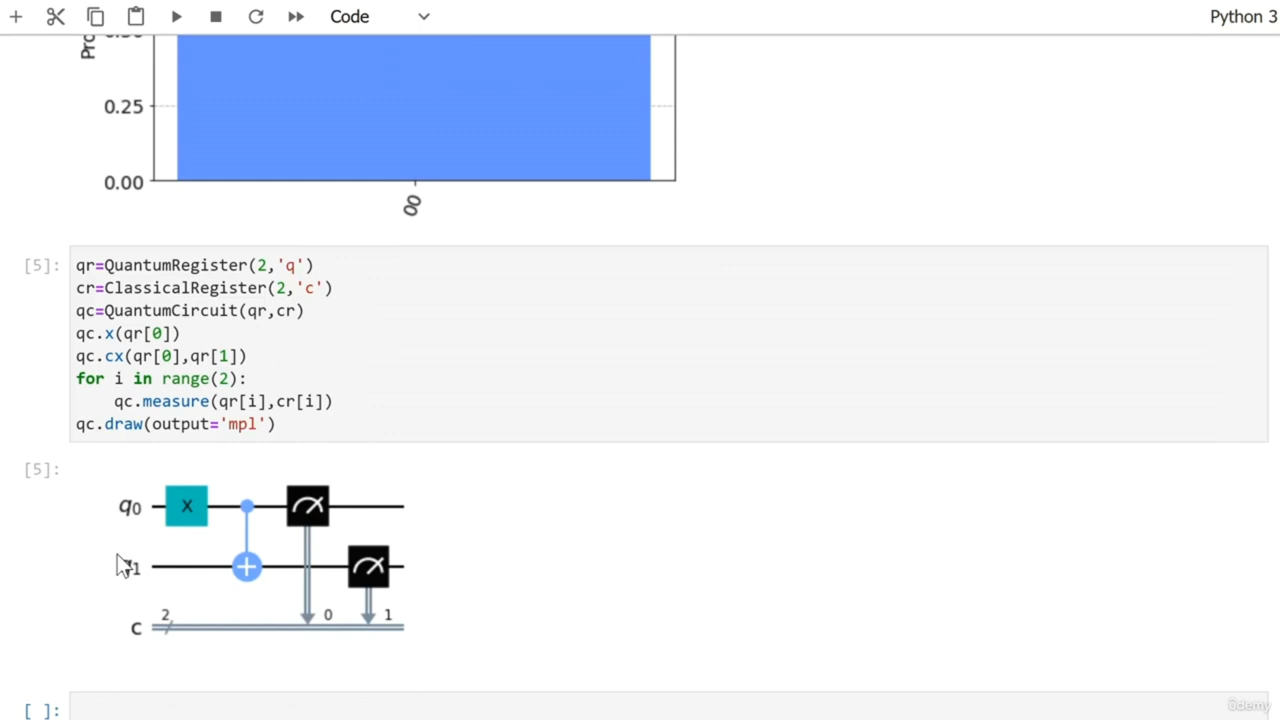 + Code Python 3
0.25
0.00
00
[5]:
qr=QuantumRegister(2,'q')
cr=ClassicalRegister(2,'c')
qc=QuantumCircuit(qr,cr)
qc.x(qr[0])
qc.cx(qr[0],qr[1])
for i in range(2):
    qc.measure(qr[i],cr[i])
qc.draw(output='mpl')
[5]:
q0 X
1
2 0 1
c
[ ]:
ûdemy